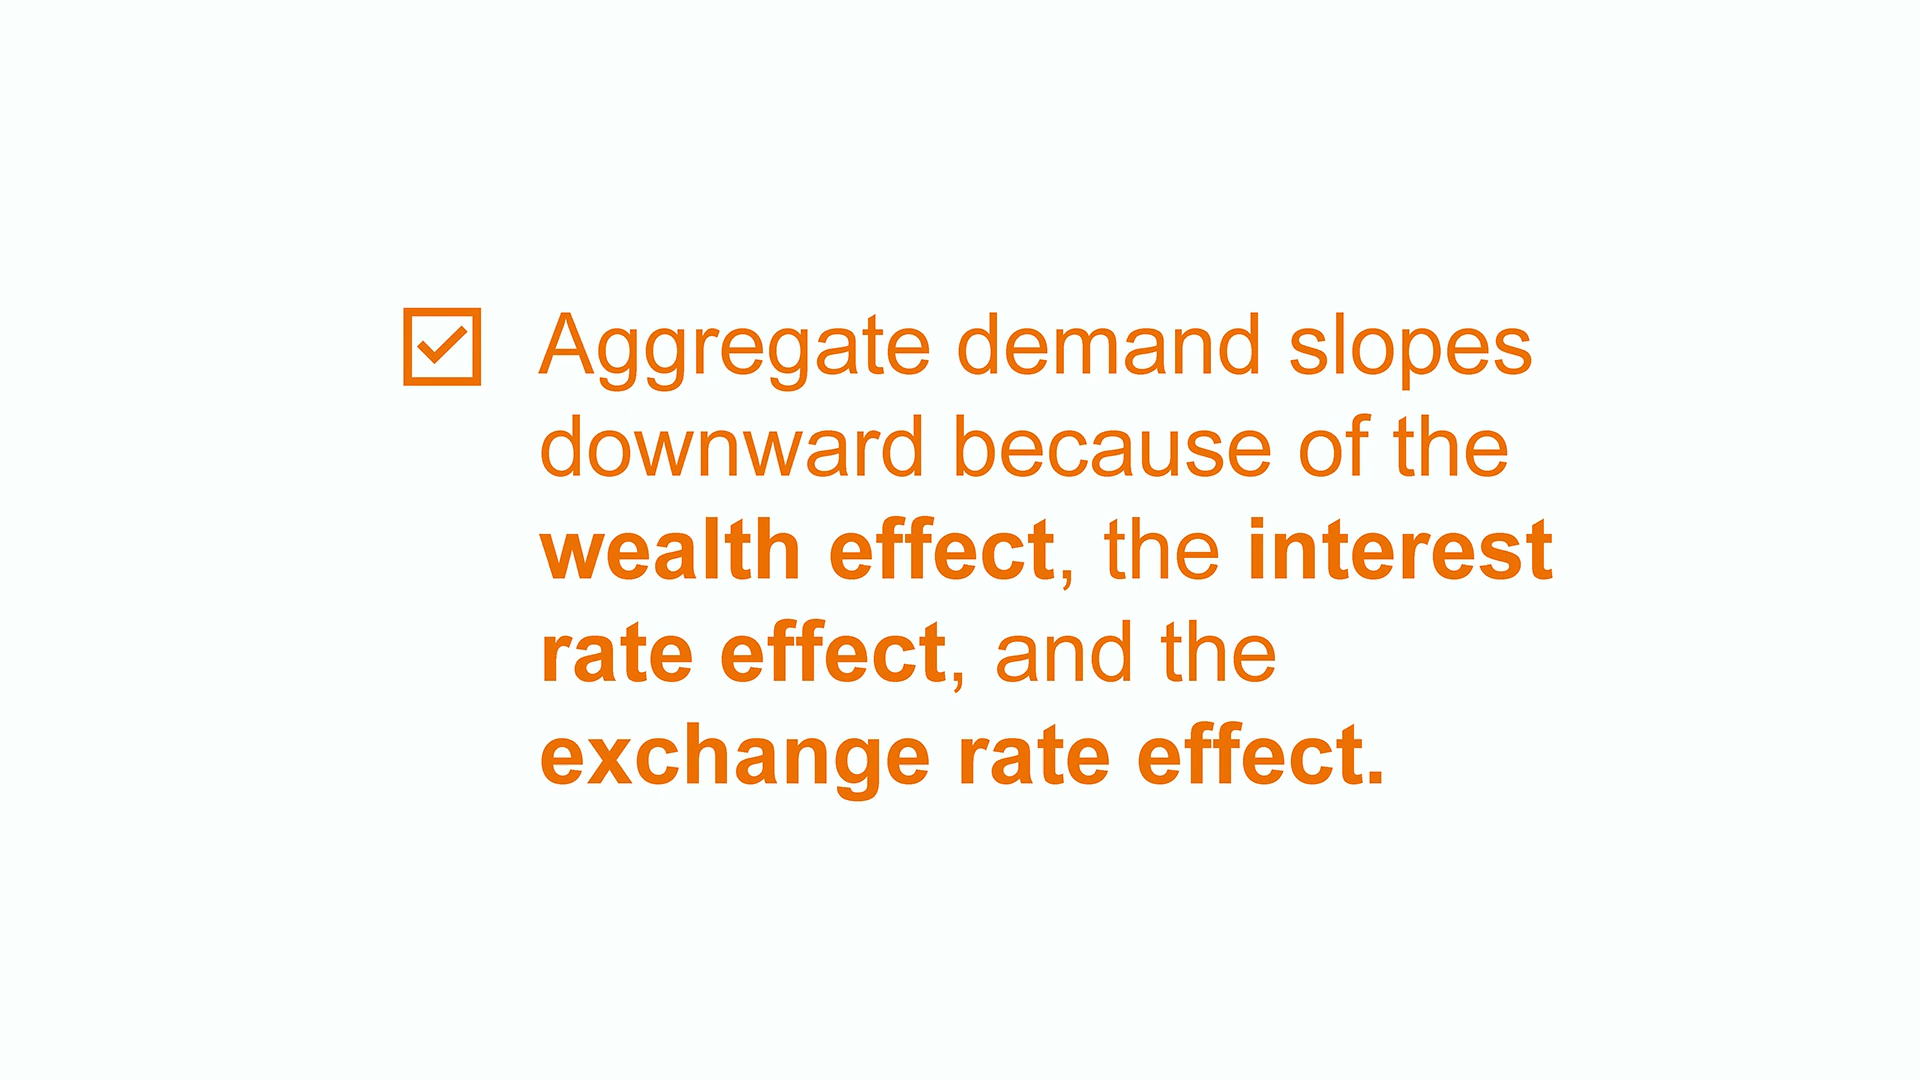 Aggregate demand slopes
downward because of the
wealth effect, the interest
rate effect, and the
exchange rate effect.